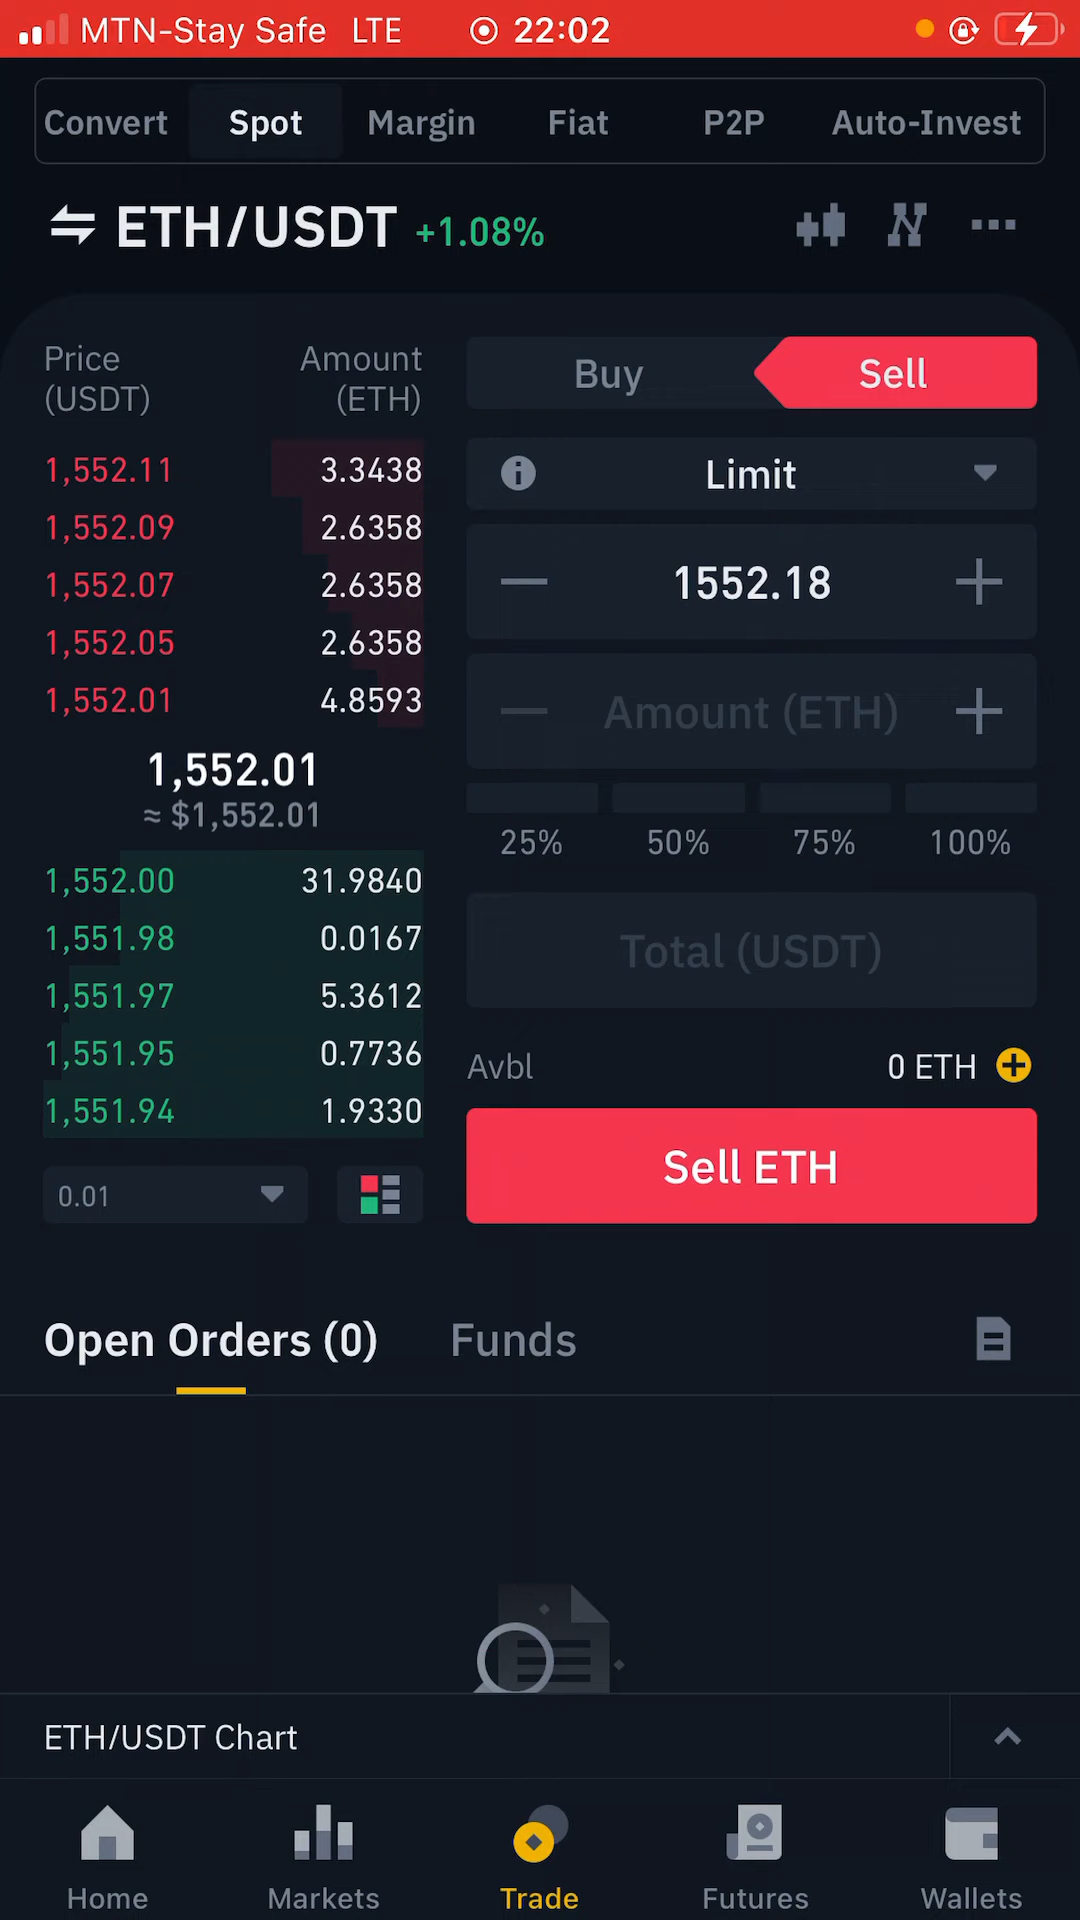 MTN-Stay Safe LTE 22:02
Convert Spot Margin Fiat P2P Auto-Invest
ETH/USDT +1.08%
Price Amount
(USDT) (ETH)
1,552.11 3.3438
1,552.09 2.6358
1,552.07 2.6358
1,552.05 2.6358
1,552.01 4.8593
1,552.01
≈ $1,552.01
1,552.00 31.9840
1,551.98 0.0167
1,551.97 5.3612
1,551.95 0.7736
1,551.94 1.9330
0.01
Buy Sell
Limit
1552.18
Amount (ETH)
25% 50% 75% 100%
Total (USDT)
Avbl 0 ETH
Sell ETH
Open Orders (0) Funds
ETH/USDT Chart
Home Markets Trade Futures Wallets